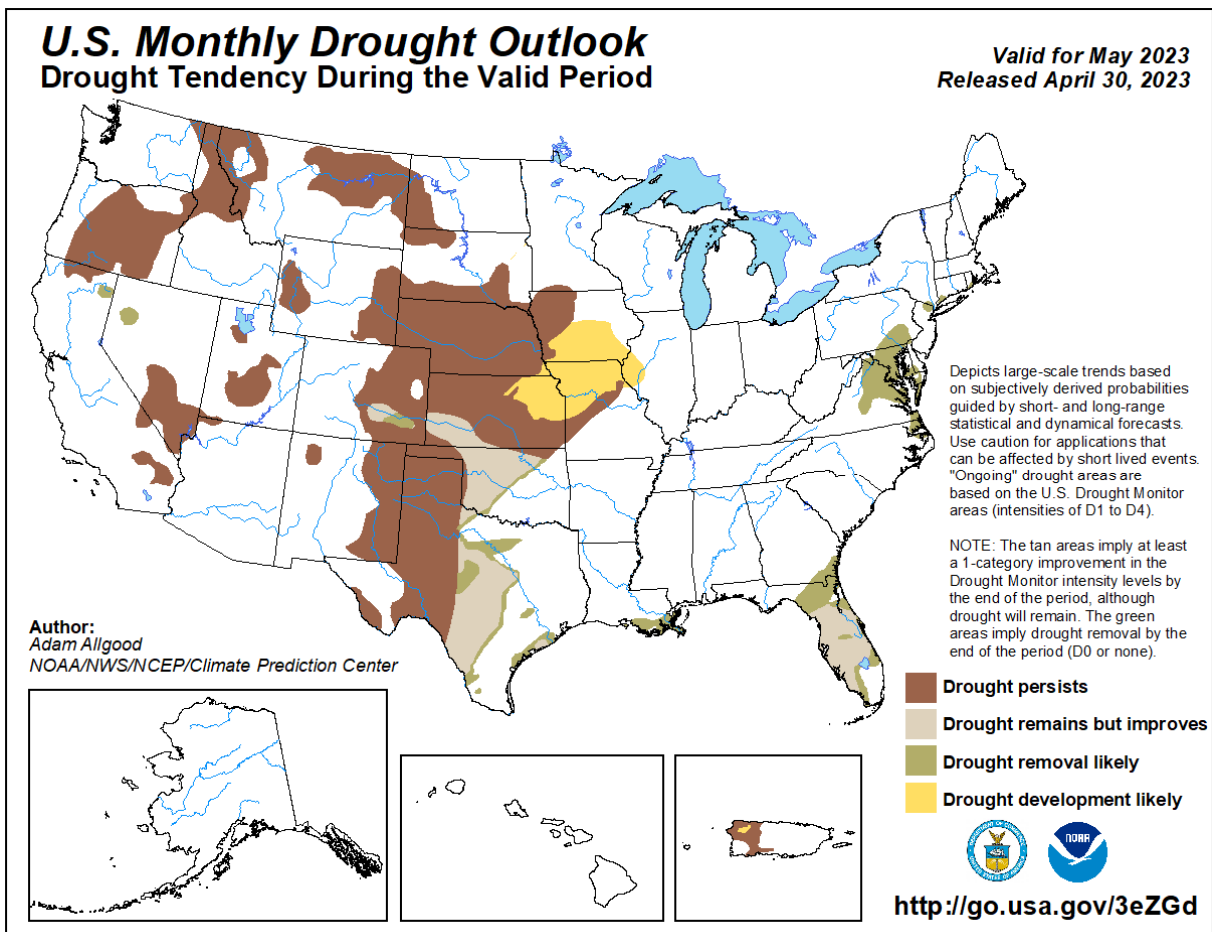 U.S. Monthly Drought Outlook
Drought Tendency During the Valid Period
Valid for May 2023
Released April 30, 2023
Depicts large-scale trends based
on subjectively derived probabilities
guided by short- and long-range
statistical and dynamical forecasts.
Use caution for applications that
can be affected by short lived events.
"Ongoing" drought areas are
based on the U.S. Drought Monitor
areas (intensities of D1 to D4).
NOTE: The tan areas imply at least
a 1-category improvement in the
Drought Monitor intensity levels by
the end of the period, although
drought will remain. The green
areas imply drought removal by the
end of the period (D0 or none).
Author:
Adam Allgood
NOAA/NWS/NCEP/Climate Prediction Center
Drought persists
Drought remains but improves
Drought removal likely
Drought development likely
NOAA
http://go.usa.gov/3eZGd